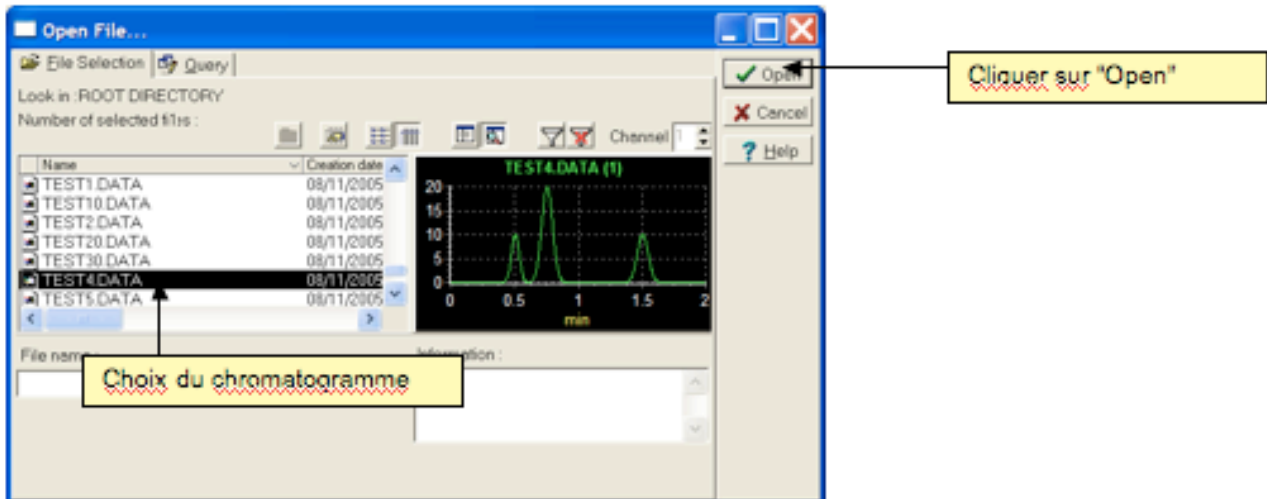 Open File...
File Selection Query
Look in :ROOT DIRECTORY
Number of selected files :
Channel 1
Name Creation date
TEST1.DATA 08/11/2005
TEST10.DATA 08/11/2005
TEST2.DATA 08/11/2005
TEST20.DATA 08/11/2005
TEST30.DATA 08/11/2005
TEST4.DATA 08/11/2005
TEST5.DATA 08/11/2005
TEST4.DATA (1)
20
15
10
5
0
0 0.5 1 1.5 2
min
Open
Cancel
Help
Cliquer sur "Open"
File name :
Information :
Choix du chromatogramme